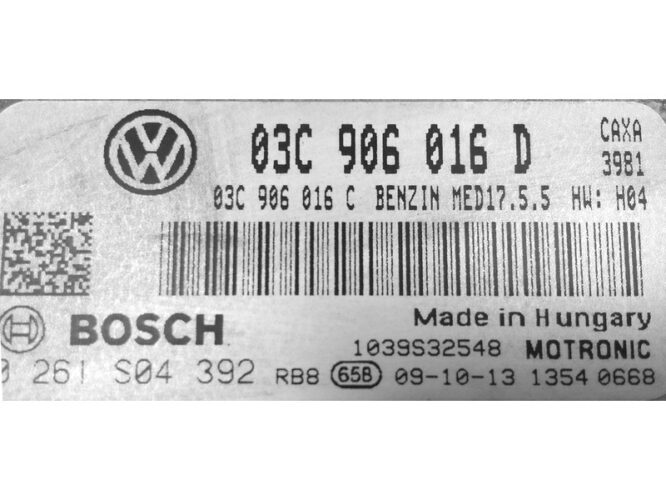 VW
03C 906 016 D
CAXA
3981
03C 906 016 C BENZIN MED17.5.5 HW: H04
Made in Hungary
BOSCH
1039S32548 MOTRONIC
0 261 S04 392 RB8 65B 09-10-13 1354 0668